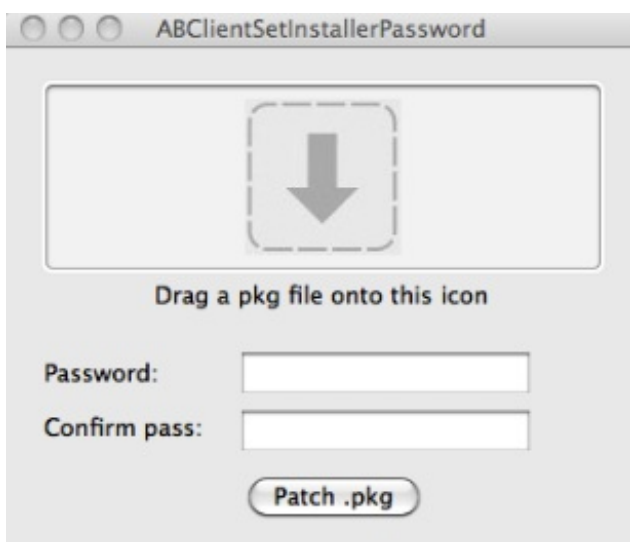 ABClientSetInstallerPassword
Drag a pkg file onto this icon
Password:
Confirm pass:
Patch .pkg